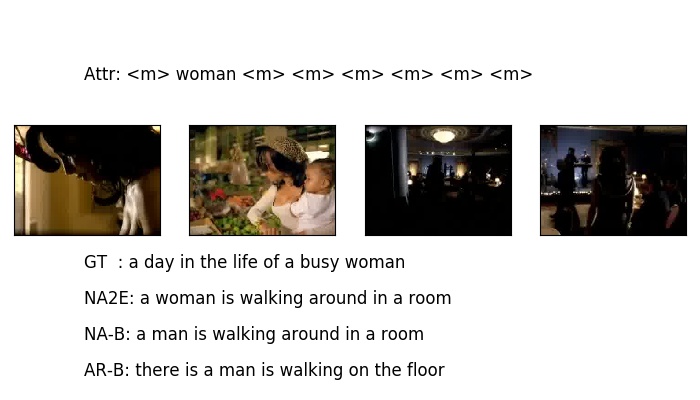 Attr: <m> woman <m> <m> <m> <m> <m> <m>
GT : a day in the life of a busy woman
NA2E: a woman is walking around in a room
NA-B: a man is walking around in a room
AR-B: there is a man is walking on the floor